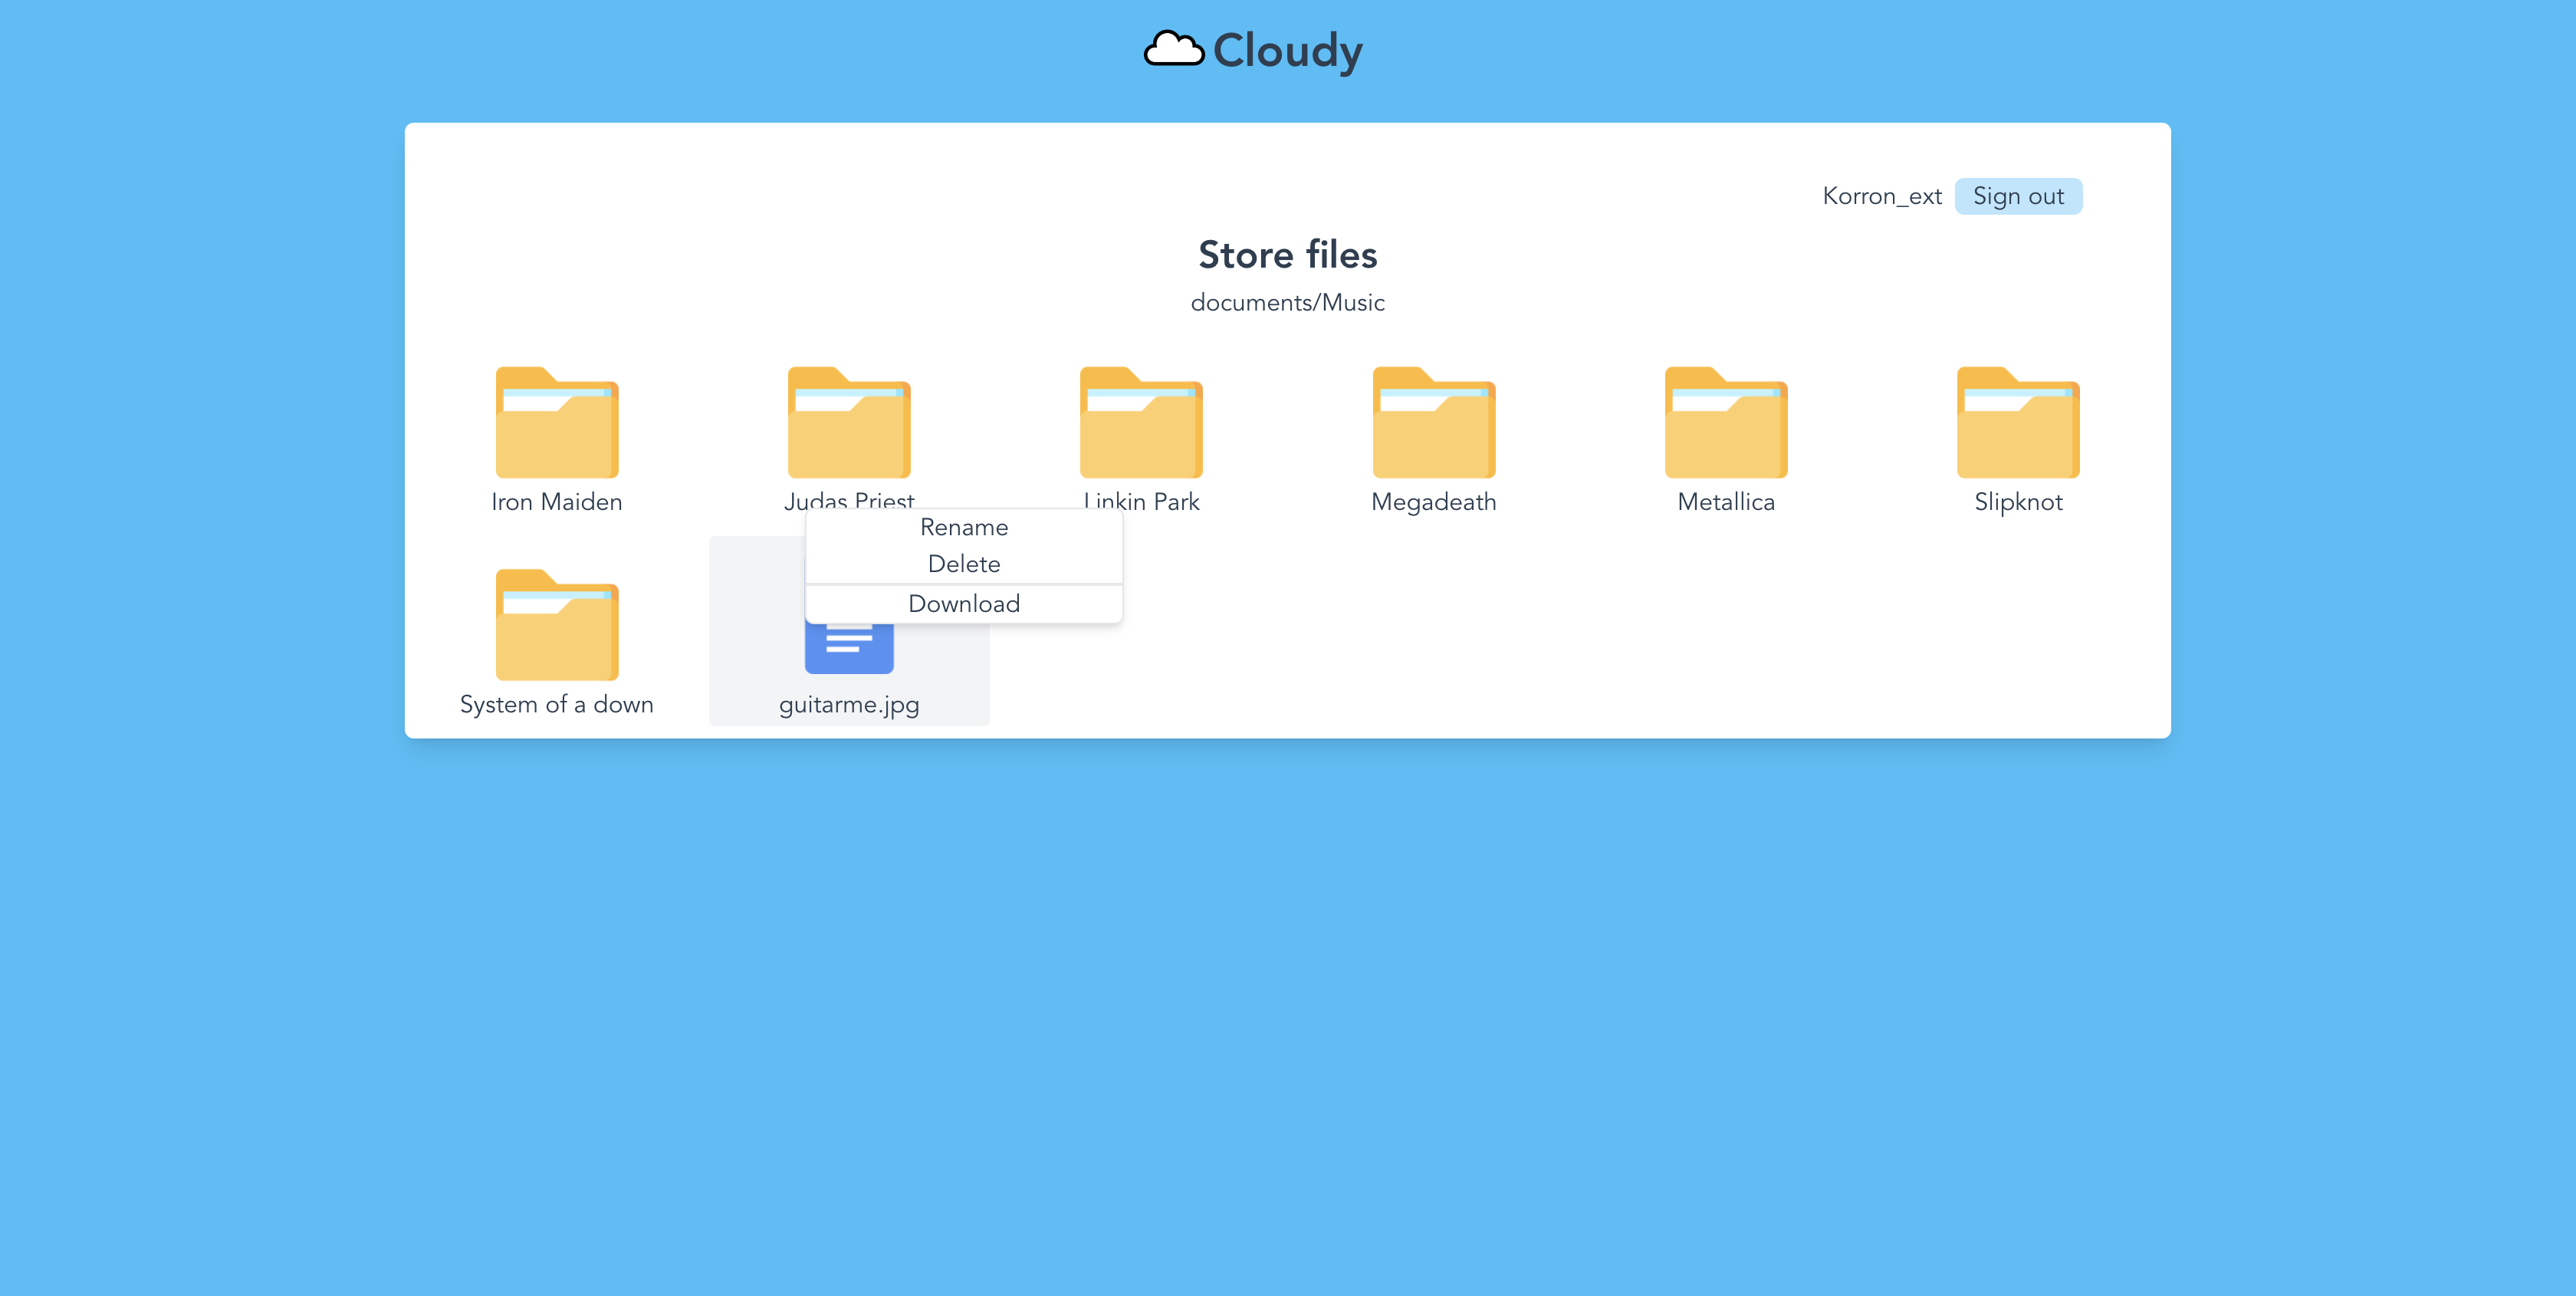 Cloudy
Korron_ext Sign out
Store files
documents/Music
Iron Maiden Judas Priest Linkin Park Megadeath Metallica Slipknot
Rename
Delete
Download
System of a down guitarme.jpg